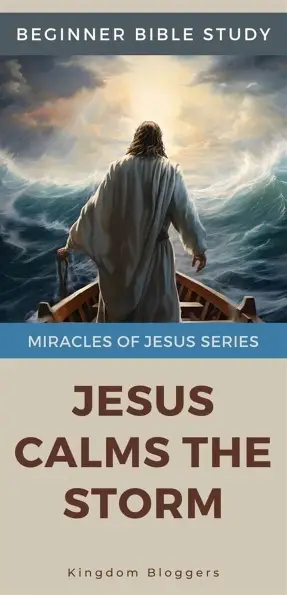 BEGINNER BIBLE STUDY
MIRACLES OF JESUS SERIES
JESUS
CALMS THE
STORM
Kingdom Bloggers